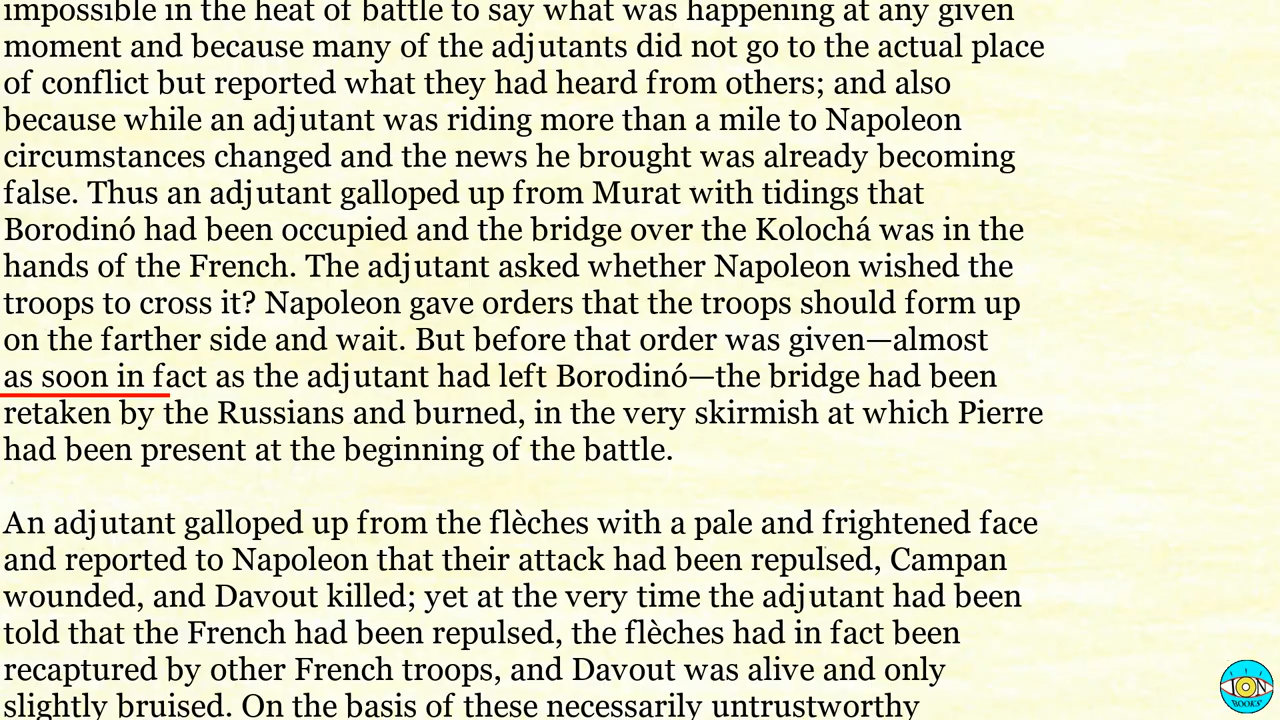 impossible in the heat of battle to say what was happening at any given
moment and because many of the adjutants did not go to the actual place
of conflict but reported what they had heard from others; and also
because while an adjutant was riding more than a mile to Napoleon
circumstances changed and the news he brought was already becoming
false. Thus an adjutant galloped up from Murat with tidings that
Borodinó had been occupied and the bridge over the Kolochá was in the
hands of the French. The adjutant asked whether Napoleon wished the
troops to cross it? Napoleon gave orders that the troops should form up
on the farther side and wait. But before that order was given—almost
as soon in fact as the adjutant had left Borodinó—the bridge had been
retaken by the Russians and burned, in the very skirmish at which Pierre
had been present at the beginning of the battle.
An adjutant galloped up from the flèches with a pale and frightened face
and reported to Napoleon that their attack had been repulsed, Campan
wounded, and Davout killed; yet at the very time the adjutant had been
told that the French had been repulsed, the flèches had in fact been
recaptured by other French troops, and Davout was alive and only
slightly bruised. On the basis of these necessarily untrustworthy
ION
BOOKS